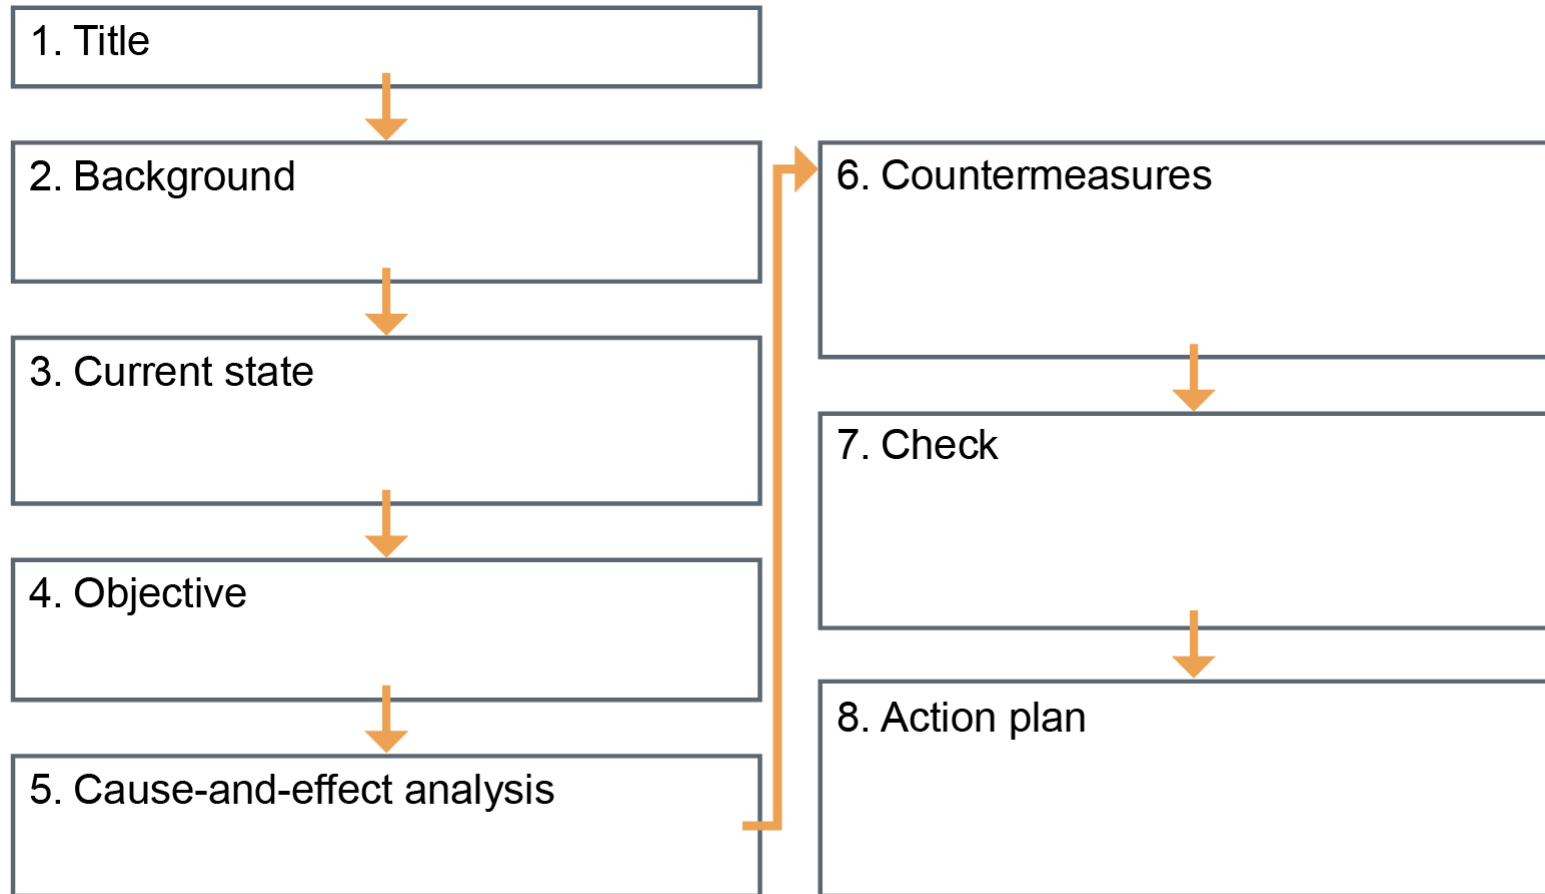 1. Title
2. Background
3. Current state
4. Objective
5. Cause-and-effect analysis
6. Countermeasures
7. Check
8. Action plan